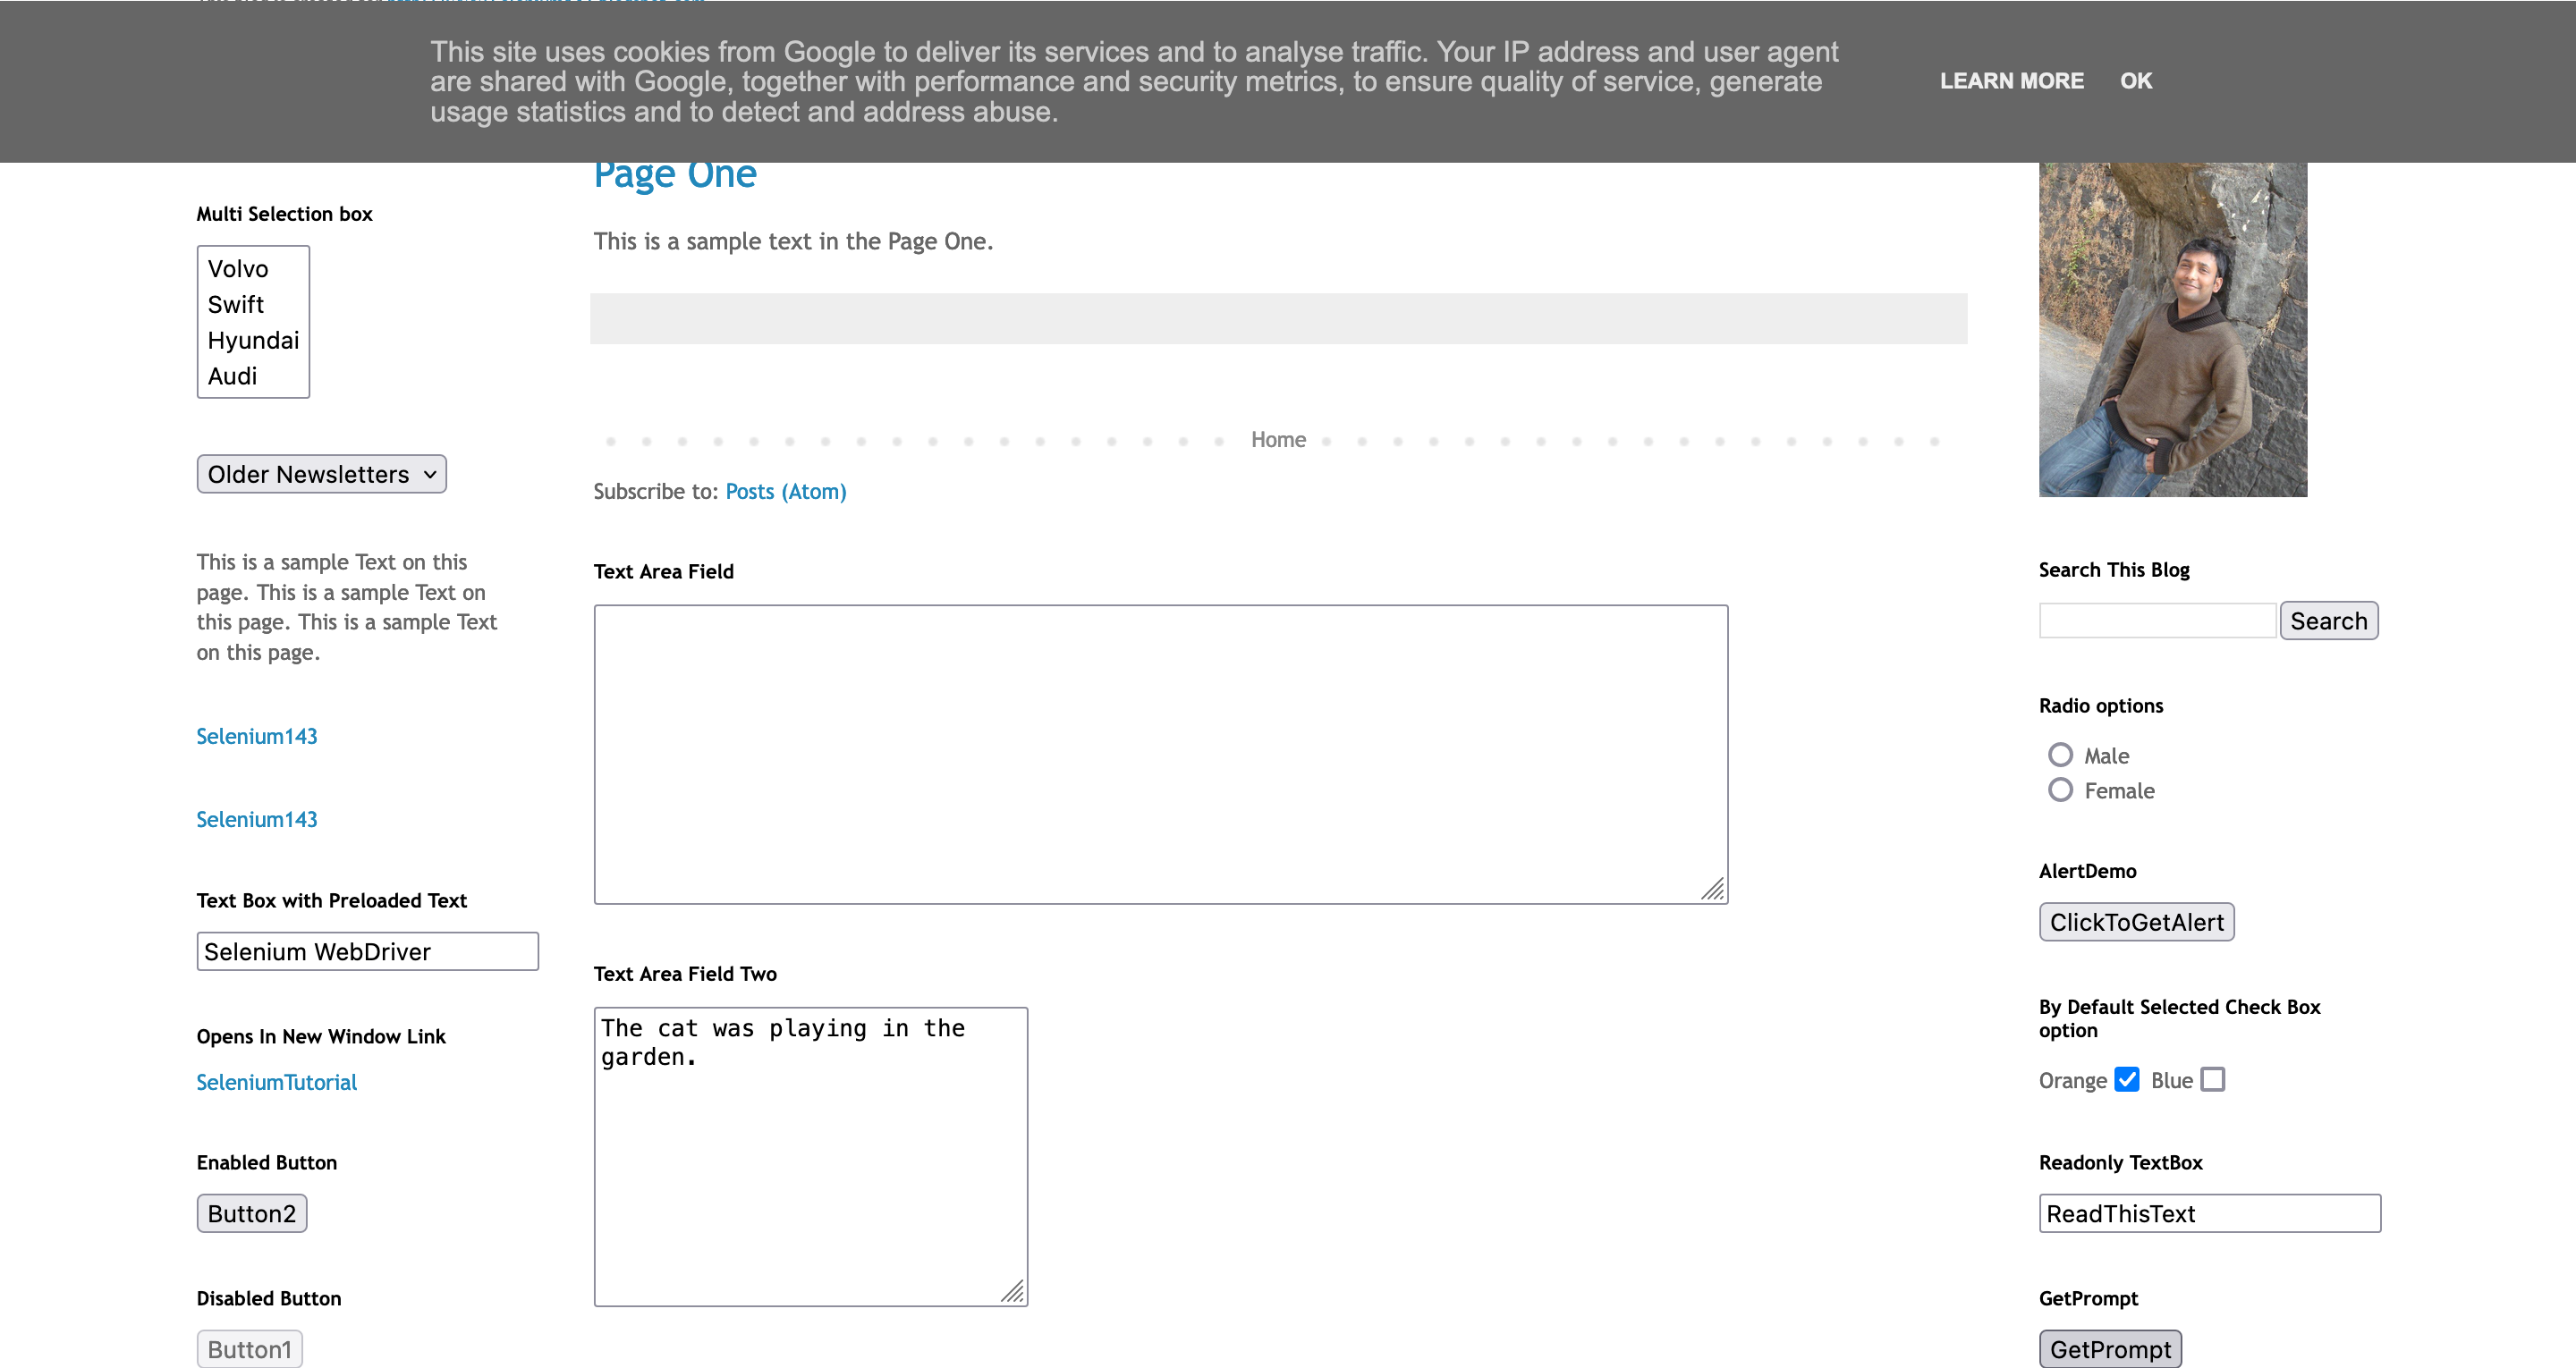 This site uses cookies from Google to deliver its services and to analyse traffic. Your IP address and user agent
are shared with Google, together with performance and security metrics, to ensure quality of service, generate
usage statistics and to detect and address abuse.
LEARN MORE OK
Multi Selection box
Volvo
Swift
Hyundai
Audi
Older Newsletters
This is a sample Text on this
page. This is a sample Text on
this page. This is a sample Text
on this page.
Selenium143
Selenium143
Text Box with Preloaded Text
Selenium WebDriver
Opens In New Window Link
SeleniumTutorial
Enabled Button
Button2
Disabled Button
Button1
Page One
This is a sample text in the Page One.
Home
Subscribe to: Posts (Atom)
Text Area Field
Text Area Field Two
The cat was playing in the
garden.
Search This Blog
Search
Radio options
Male
Female
AlertDemo
ClickToGetAlert
By Default Selected Check Box
option
Orange Blue
Readonly TextBox
ReadThisText
GetPrompt
GetPrompt